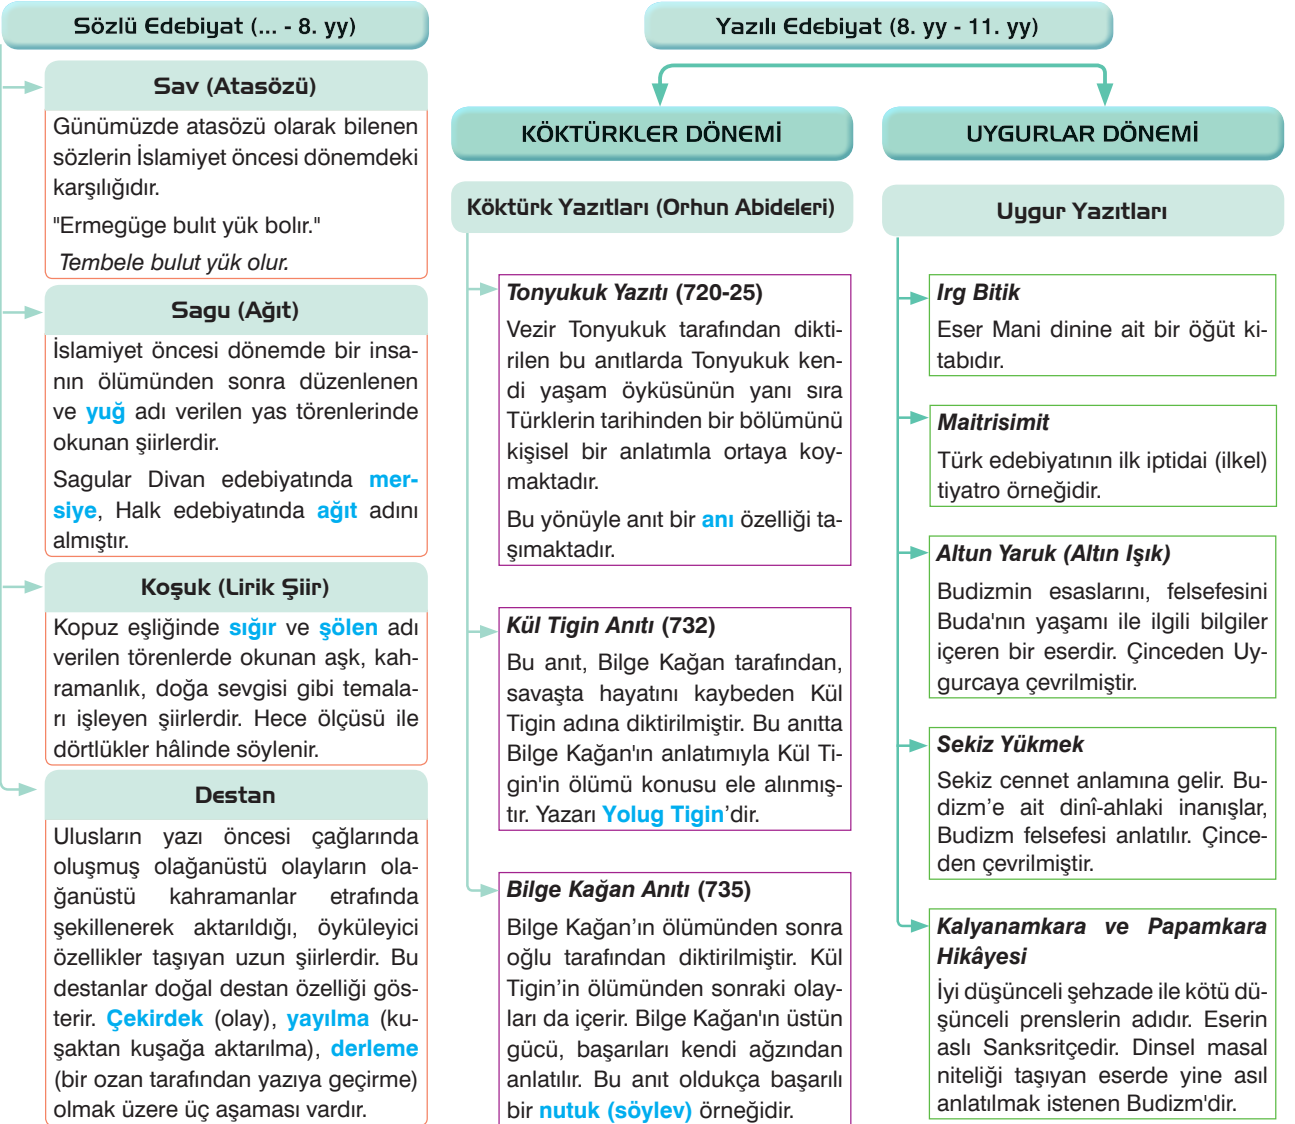 Sözlü Edebiyat (... - 8. yy)
Sav (Atasözü)
Günümüzde atasözü olarak bilenen
sözlerin İslamiyet öncesi dönemdeki
karşılığıdır.
"Ermegüge bulıt yük bolır."
Tembele bulut yük olur.
Sagu (Ağıt)
İslamiyet öncesi dönemde bir insa-
nın ölümünden sonra düzenlenen
ve yuğ adı verilen yas törenlerinde
okunan şiirlerdir.
Sagular Divan edebiyatında mer-
siye, Halk edebiyatında ağıt adını
almıştır.
Koşuk (Lirik Şiir)
Kopuz eşliğinde sığır ve şölen adı
verilen törenlerde okunan aşk, kah-
ramanlık, doğa sevgisi gibi temala-
rı işleyen şiirlerdir. Hece ölçüsü ile
dörtlükler hâlinde söylenir.
Destan
Ulusların yazı öncesi çağlarında
oluşmuş olağanüstü olayların ola-
ğanüstü kahramanlar etrafında
şekillenerek aktarıldığı, öyküleyici
özellikler taşıyan uzun şiirlerdir. Bu
destanlar doğal destan özelliği gös-
terir. Çekirdek (olay), yayılma (ku-
şaktan kuşağa aktarılma), derleme
(bir ozan tarafından yazıya geçirme)
olmak üzere üç aşaması vardır.
Yazılı Edebiyat (8. yy - 11. yy)
KÖKTÜRKLER DÖNEMİ
Köktürk Yazıtları (Orhun Abideleri)
Tonyukuk Yazıtı (720-25)
Vezir Tonyukuk tarafından dikti-
rilen bu anıtlarda Tonyukuk ken-
di yaşam öyküsünün yanı sıra
Türklerin tarihinden bir bölümünü
kişisel bir anlatımla ortaya koy-
maktadır.
Bu yönüyle anıt bir anı özelliği ta-
şımaktadır.
Kül Tigin Anıtı (732)
Bu anıt, Bilge Kağan tarafından,
savaşta hayatını kaybeden Kül
Tigin adına diktirilmiştir. Bu anıtta
Bilge Kağan'ın anlatımıyla Kül Ti-
gin'in ölümü konusu ele alınmış-
tır. Yazarı Yolug Tigin'dir.
Bilge Kağan Anıtı (735)
Bilge Kağan'ın ölümünden sonra
oğlu tarafından diktirilmiştir. Kül
Tigin'in ölümünden sonraki olay-
ları da içerir. Bilge Kağan'ın üstün
gücü, başarıları kendi ağzından
anlatılır. Bu anıt oldukça başarılı
bir nutuk (söylev) örneğidir.
UYGURLAR DÖNEMİ
Uygur Yazıtları
Irg Bitik
Eser Mani dinine ait bir öğüt ki-
tabıdır.
Maitrisimit
Türk edebiyatının ilk iptidai (ilkel)
tiyatro örneğidir.
Altun Yaruk (Altın Işık)
Budizmin esaslarını, felsefesini
Buda'nın yaşamı ile ilgili bilgiler
içeren bir eserdir. Çinceden Uy-
gurcaya çevrilmiştir.
Sekiz Yükmek
Sekiz cennet anlamına gelir. Bu-
dizm'e ait dinî-ahlaki inanışlar,
Budizm felsefesi anlatılır. Çince-
den çevrilmiştir.
Kalyanamkara ve Papamkara
Hikâyesi
İyi düşünceli şehzade ile kötü dü-
şünceli prenslerin adıdır. Eserin
aslı Sanksritçedir. Dinsel masal
niteliği taşıyan eserde yine asıl
anlatılmak istenen Budizm'dir.